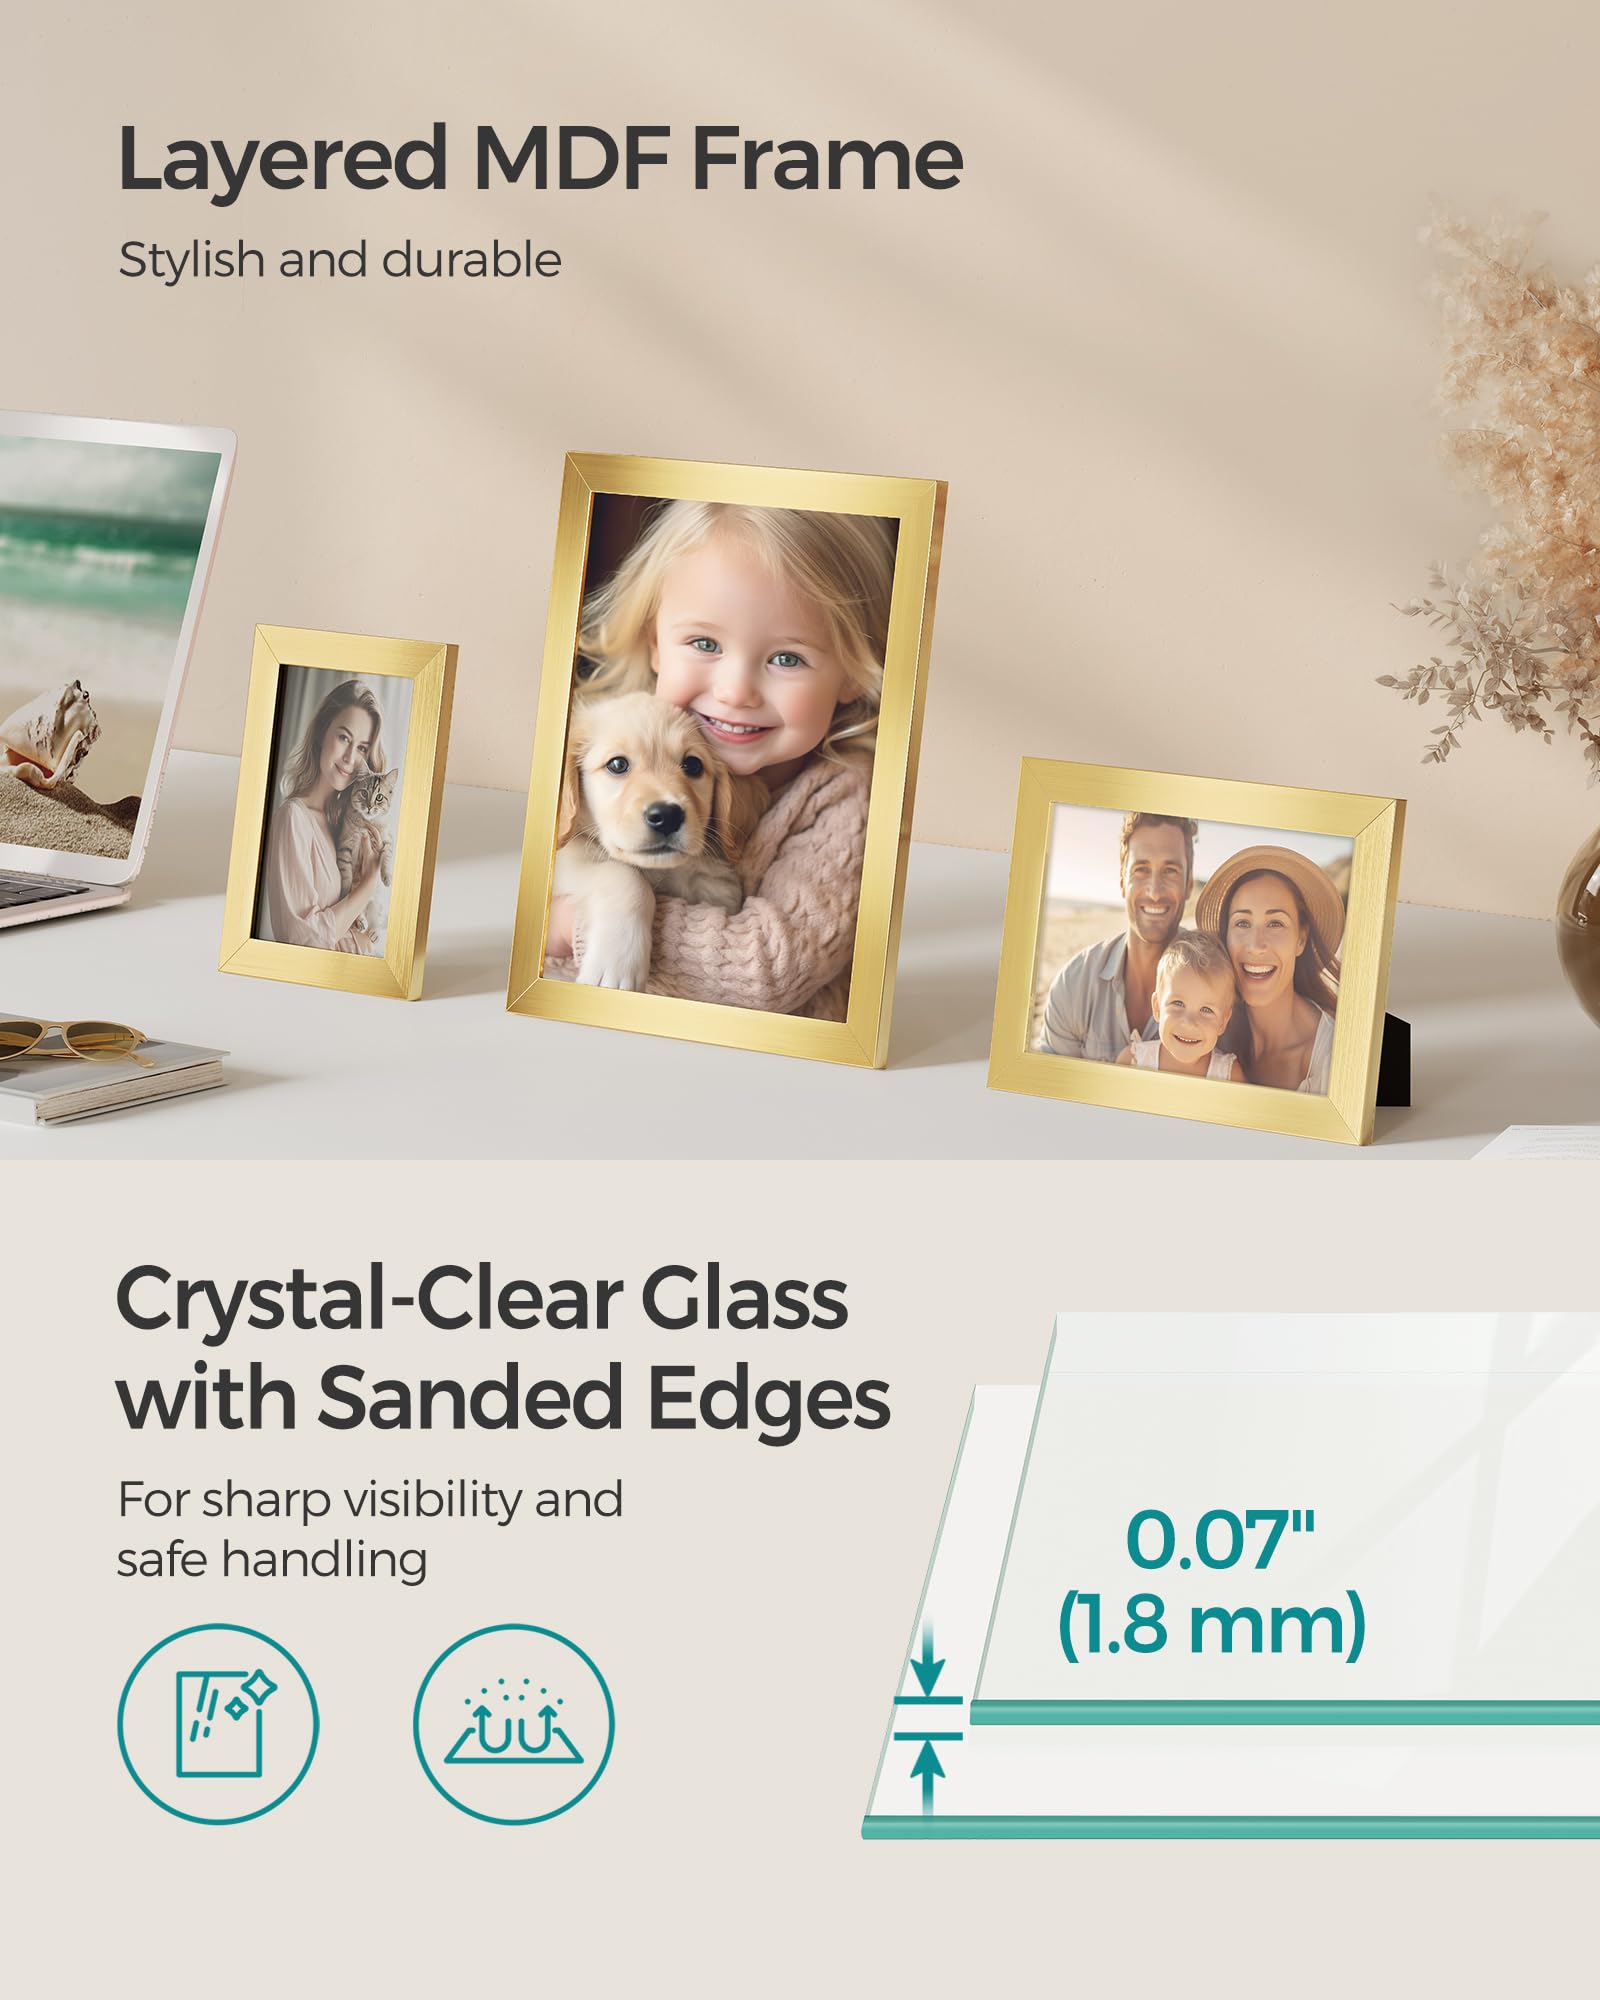 Layered MDF Frame
Stylish and durable
Crystal-Clear Glass
with Sanded Edges
For sharp visibility and
safe handling
0.07"
(1.8 mm)